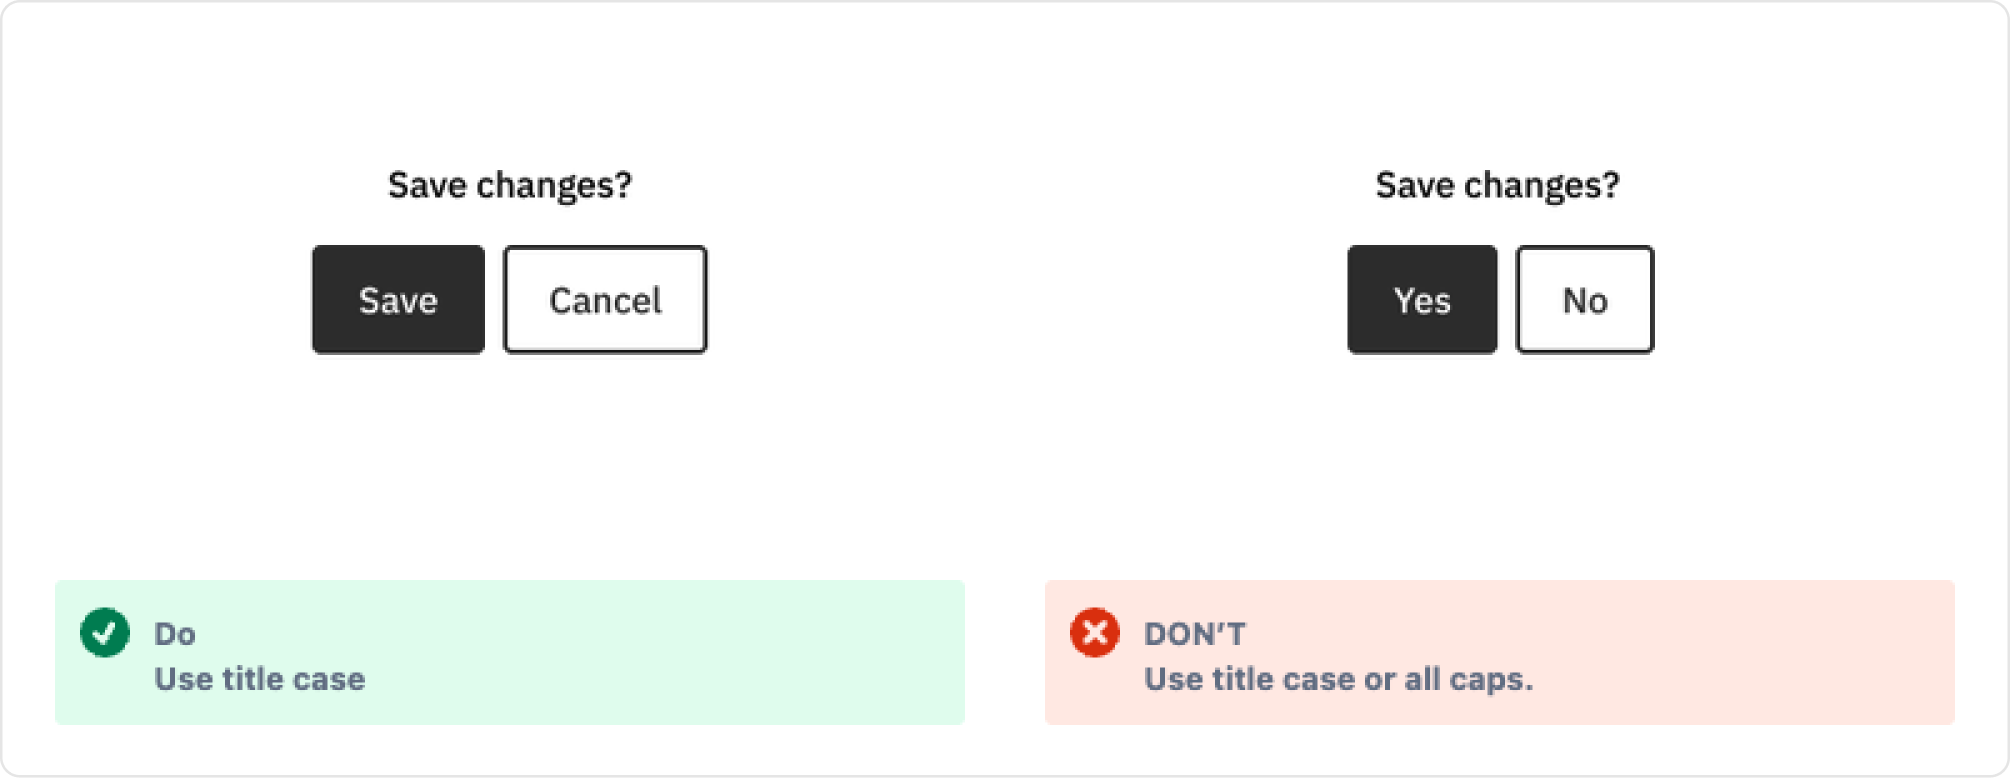 Save changes?
Save
Cancel
Do
Use title case
Save changes?
Yes
No
DON’T
Use title case or all caps.